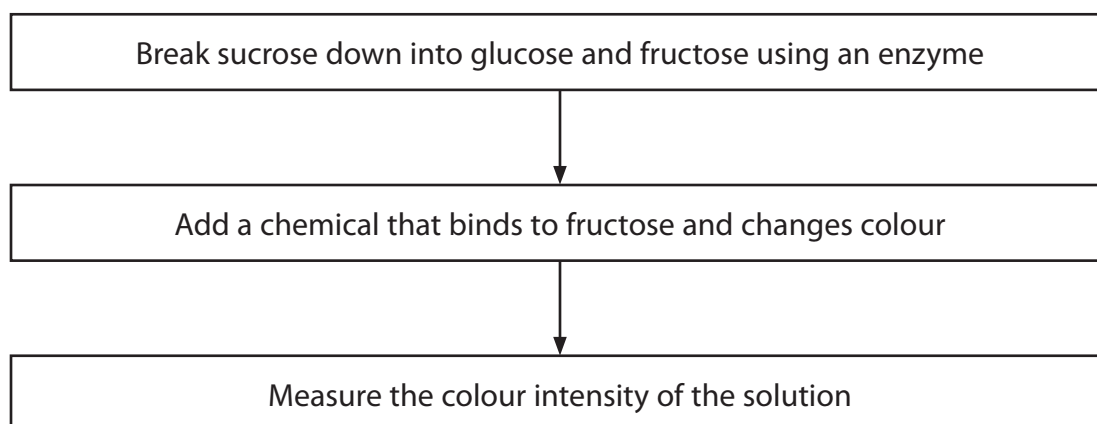 Break sucrose down into glucose and fructose using an enzyme
Add a chemical that binds to fructose and changes colour
Measure the colour intensity of the solution